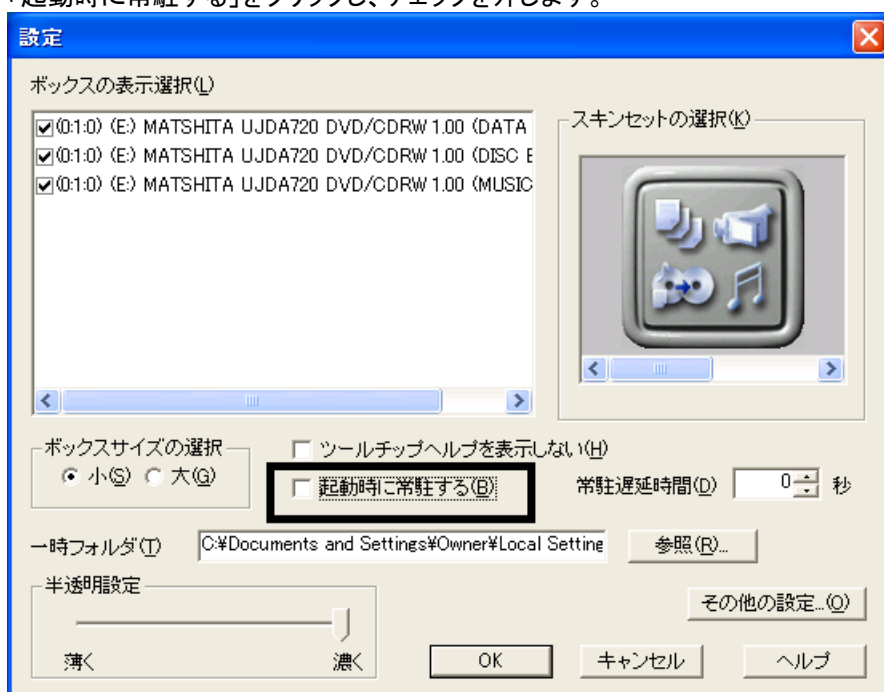 「起動時に常駐する」をクリックし、チェックを外します。
設定
ボックスの表示選択(L)
(0:1:0) (E:) MATSHITA UJDA720 DVD/CDRW 1.00 (DATA
(0:1:0) (E:) MATSHITA UJDA720 DVD/CDRW 1.00 (DISC E
(0:1:0) (E:) MATSHITA UJDA720 DVD/CDRW 1.00 (MUSIC
スキンセットの選択(K)
ボックスサイズの選択
小(S) 大(G)
ツールチップヘルプを表示しない(H)
起動時に常駐する(B)
常駐遅延時間(D) 0 秒
一時フォルダ(T) C:¥Documents and Settings¥Owner¥Local Setting 参照(R)...
半透明設定
薄く 濃く
その他の設定...(O)
OK キャンセル ヘルプ